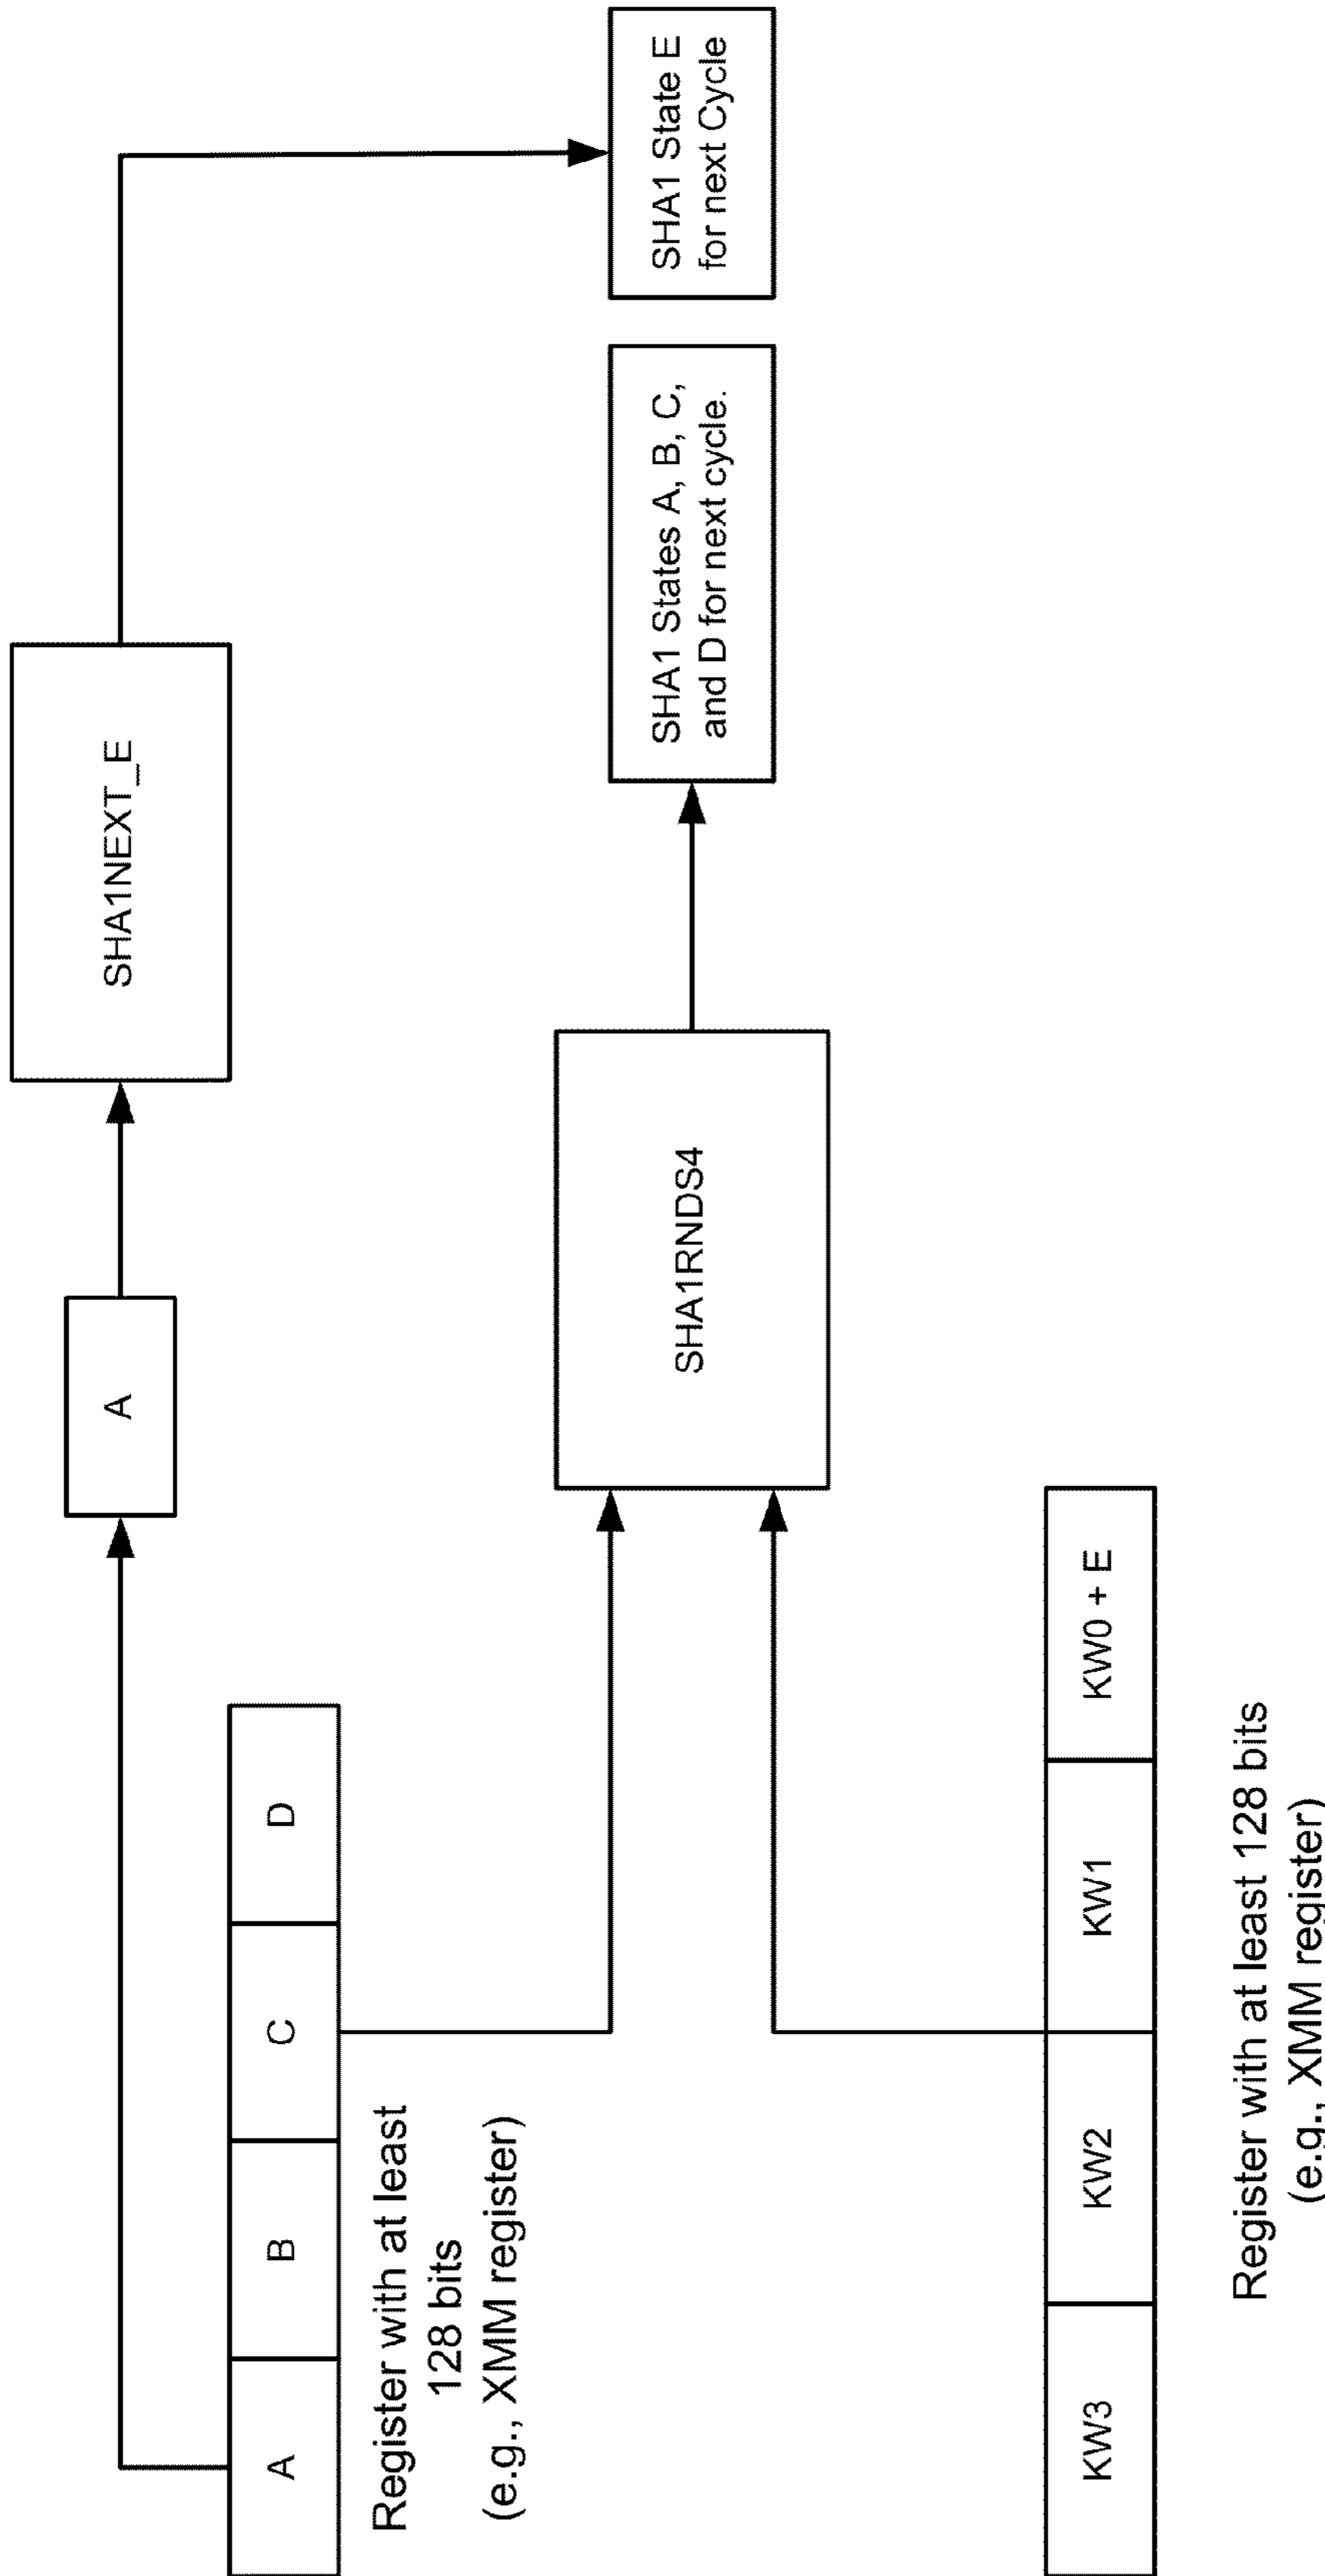 A
SHA1NEXT_E
A
B
C
D
Register with at least
128 bits
(e.g., XMM register)
SHA1RNDS4
SHA1 States A, B, C,
and D for next cycle.
SHA1 State E
for next Cycle
KW3
KW2
KW1
KW0 + E
Register with at least 128 bits
(e.g., XMM register)